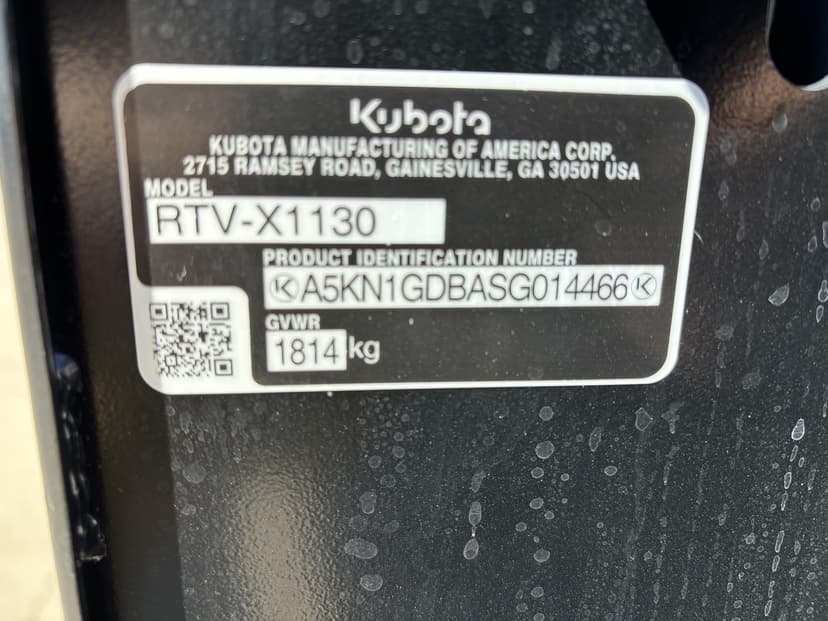 Kubota
KUBOTA MANUFACTURING OF AMERICA CORP.
2715 RAMSEY ROAD, GAINESVILLE, GA 30501 USA
MODEL
RTV-X1130
PRODUCT IDENTIFICATION NUMBER
K A5KN1GDBASG014466 K
GVWR
1814 kg